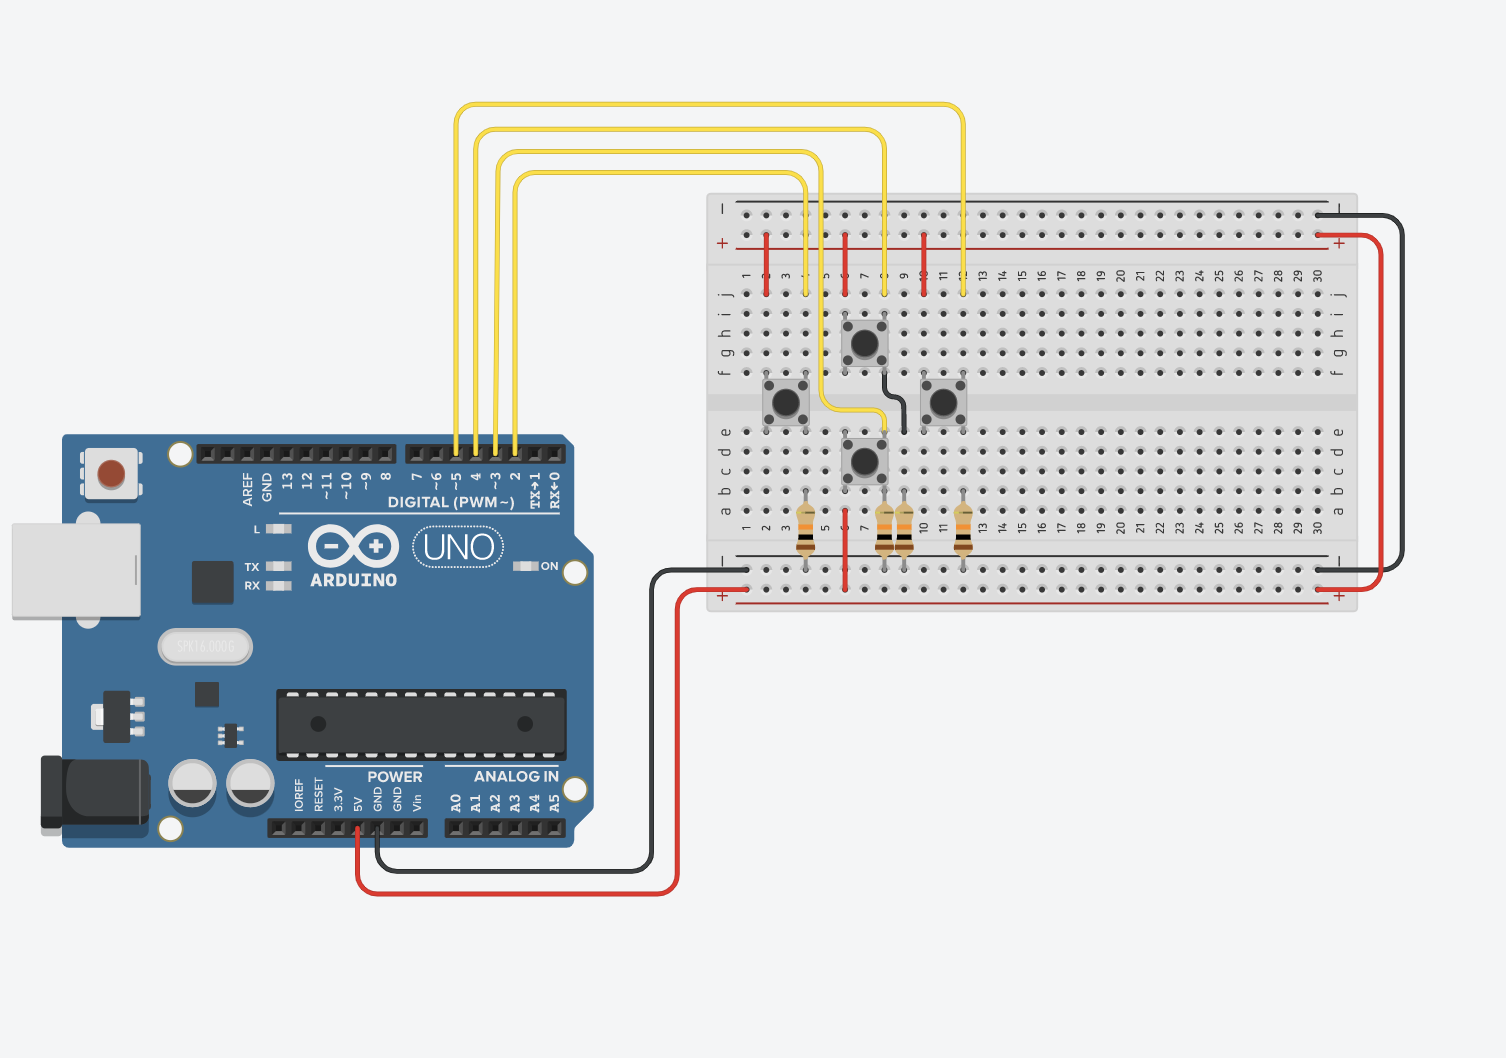 − −
+ +
1 2 3 4 5 6 7 8 9 10 11 12 13 14 15 16 17 18 19 20 21 22 23 24 25 26 27 28 29 30
j j
i i
h h
g g
f f
e e
d d
c c
b b
a a
1 2 3 4 5 6 7 8 9 10 11 12 13 14 15 16 17 18 19 20 21 22 23 24 25 26 27 28 29 30
− −
+ +
AREF GND 13 12 ~11 ~10 ~9 8 7 ~6 ~5 4 ~3 2 TX→1 RX←0
DIGITAL (PWM~)
L
TX
RX
ARDUINO
UNO
ON
SPK16.000G
POWER
ANALOG IN
IOREF RESET 3.3V 5V GND GND Vin A0 A1 A2 A3 A4 A5